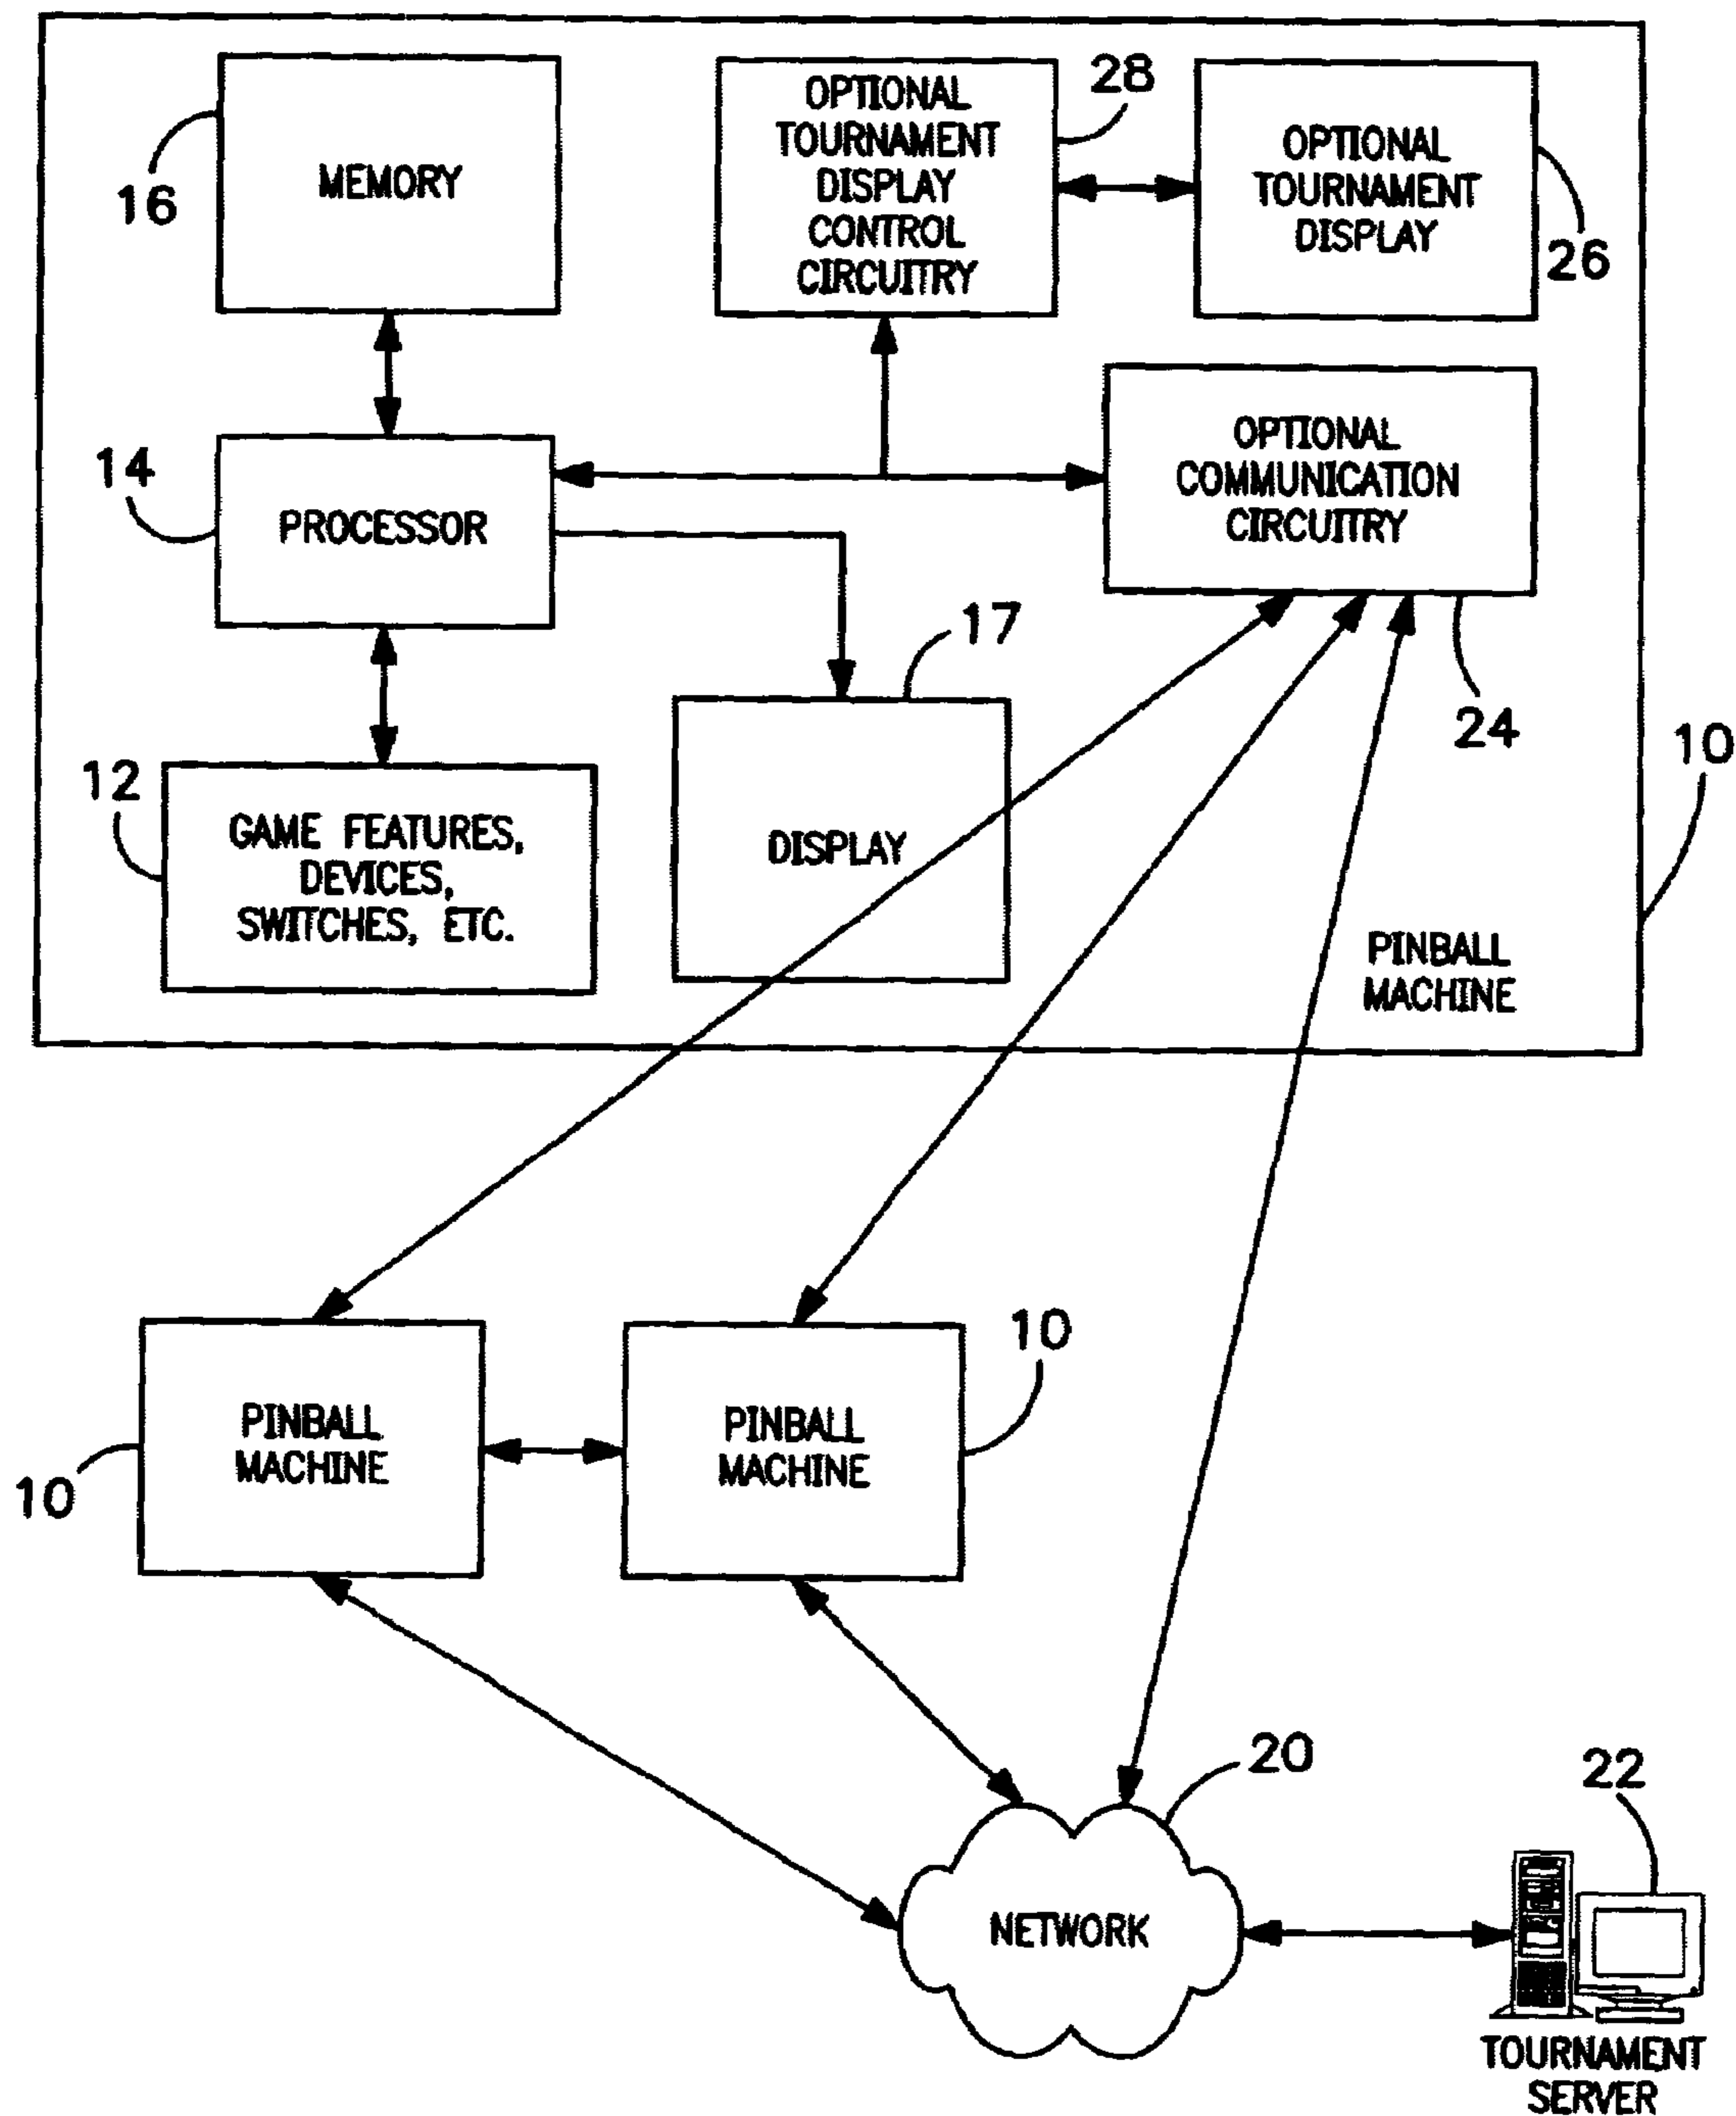 MEMORY
16
OPTIONAL
TOURNAMENT
DISPLAY
CONTROL
CIRCUITRY
28
OPTIONAL
TOURNAMENT
DISPLAY
26
14
PROCESSOR
OPTIONAL
COMMUNICATION
CIRCUITRY
24
17
10
12
GAME FEATURES,
DEVICES,
SWITCHES, ETC.
DISPLAY
PINBALL
MACHINE
10
PINBALL
MACHINE
PINBALL
MACHINE
10
20
NETWORK
22
TOURNAMENT
SERVER